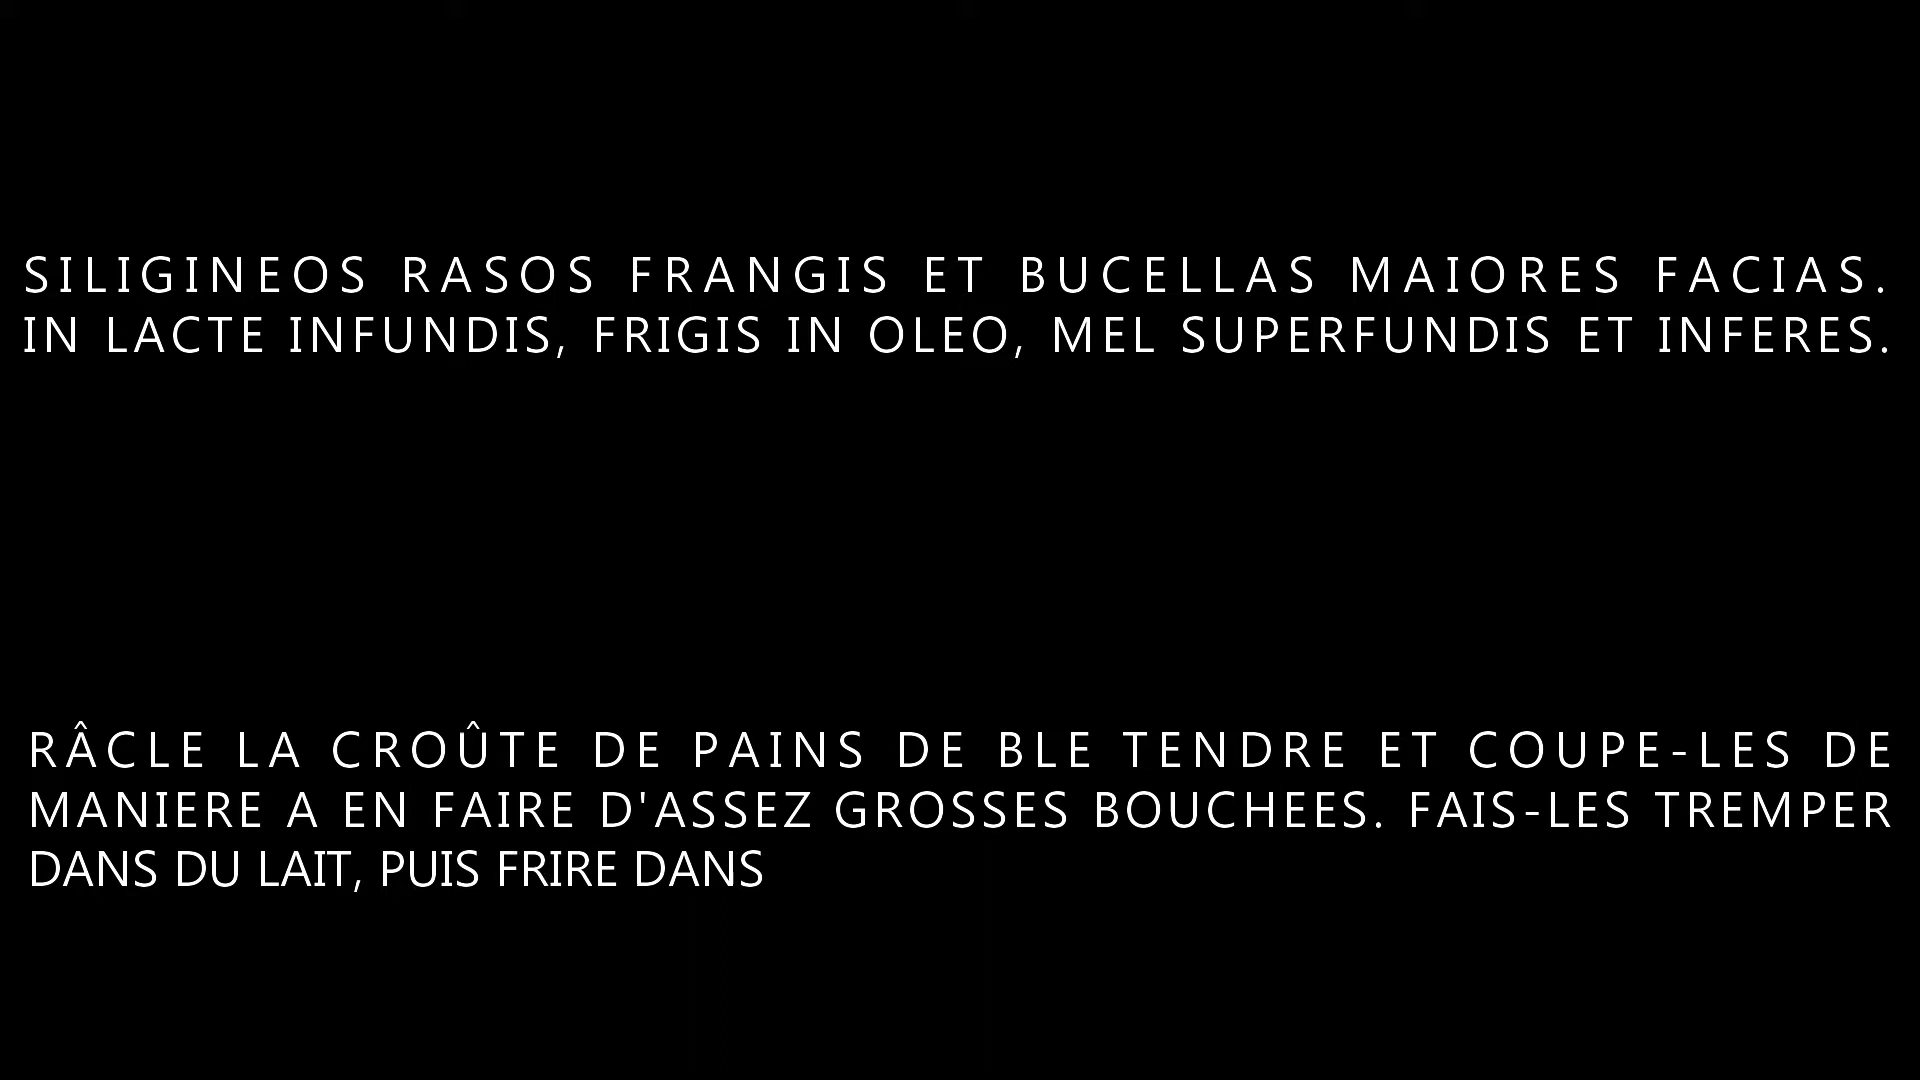 SILIGINEOS RASOS FRANGIS ET BUCELLAS MAIORES FACIAS.
IN LACTE INFUNDIS, FRIGIS IN OLEO, MEL SUPERFUNDIS ET INFERES.
RÂCLE LA CROÛTE DE PAINS DE BLE TENDRE ET COUPE-LES DE
MANIERE A EN FAIRE D'ASSEZ GROSSES BOUCHEES. FAIS-LES TREMPER
DANS DU LAIT, PUIS FRIRE DANS